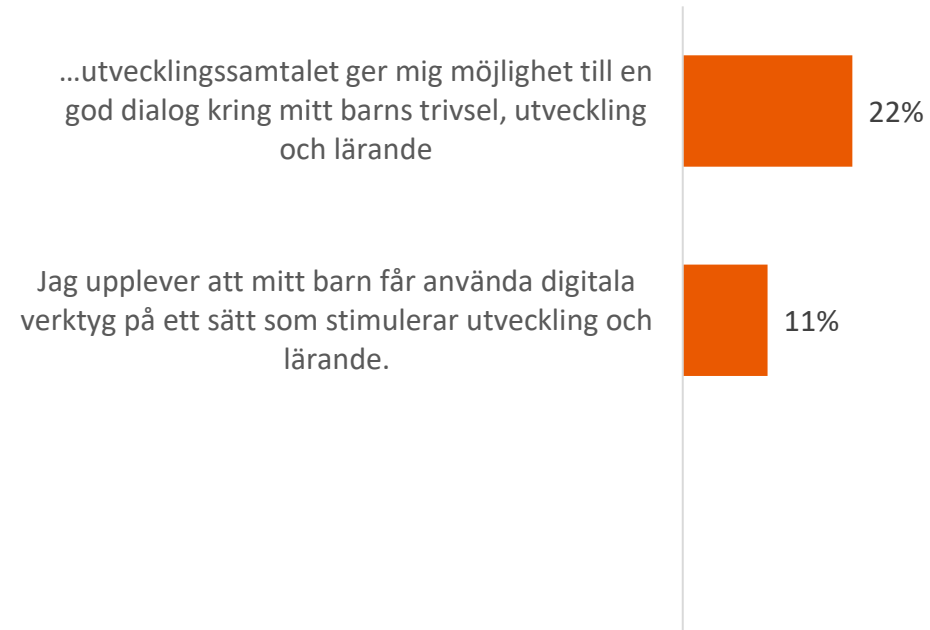 …utvecklingssamtalet ger mig möjlighet till en
god dialog kring mitt barns trivsel, utveckling
och lärande
22%
Jag upplever att mitt barn får använda digitala
verktyg på ett sätt som stimulerar utveckling och
lärande.
11%